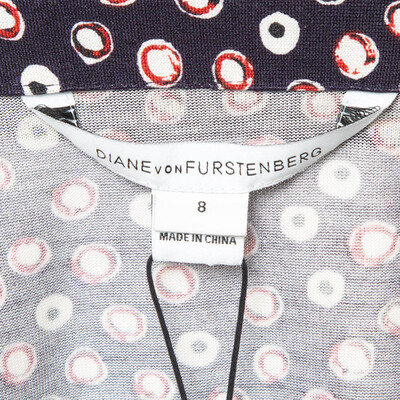 DIANE VON FURSTENBERG
8
MADE IN CHINA